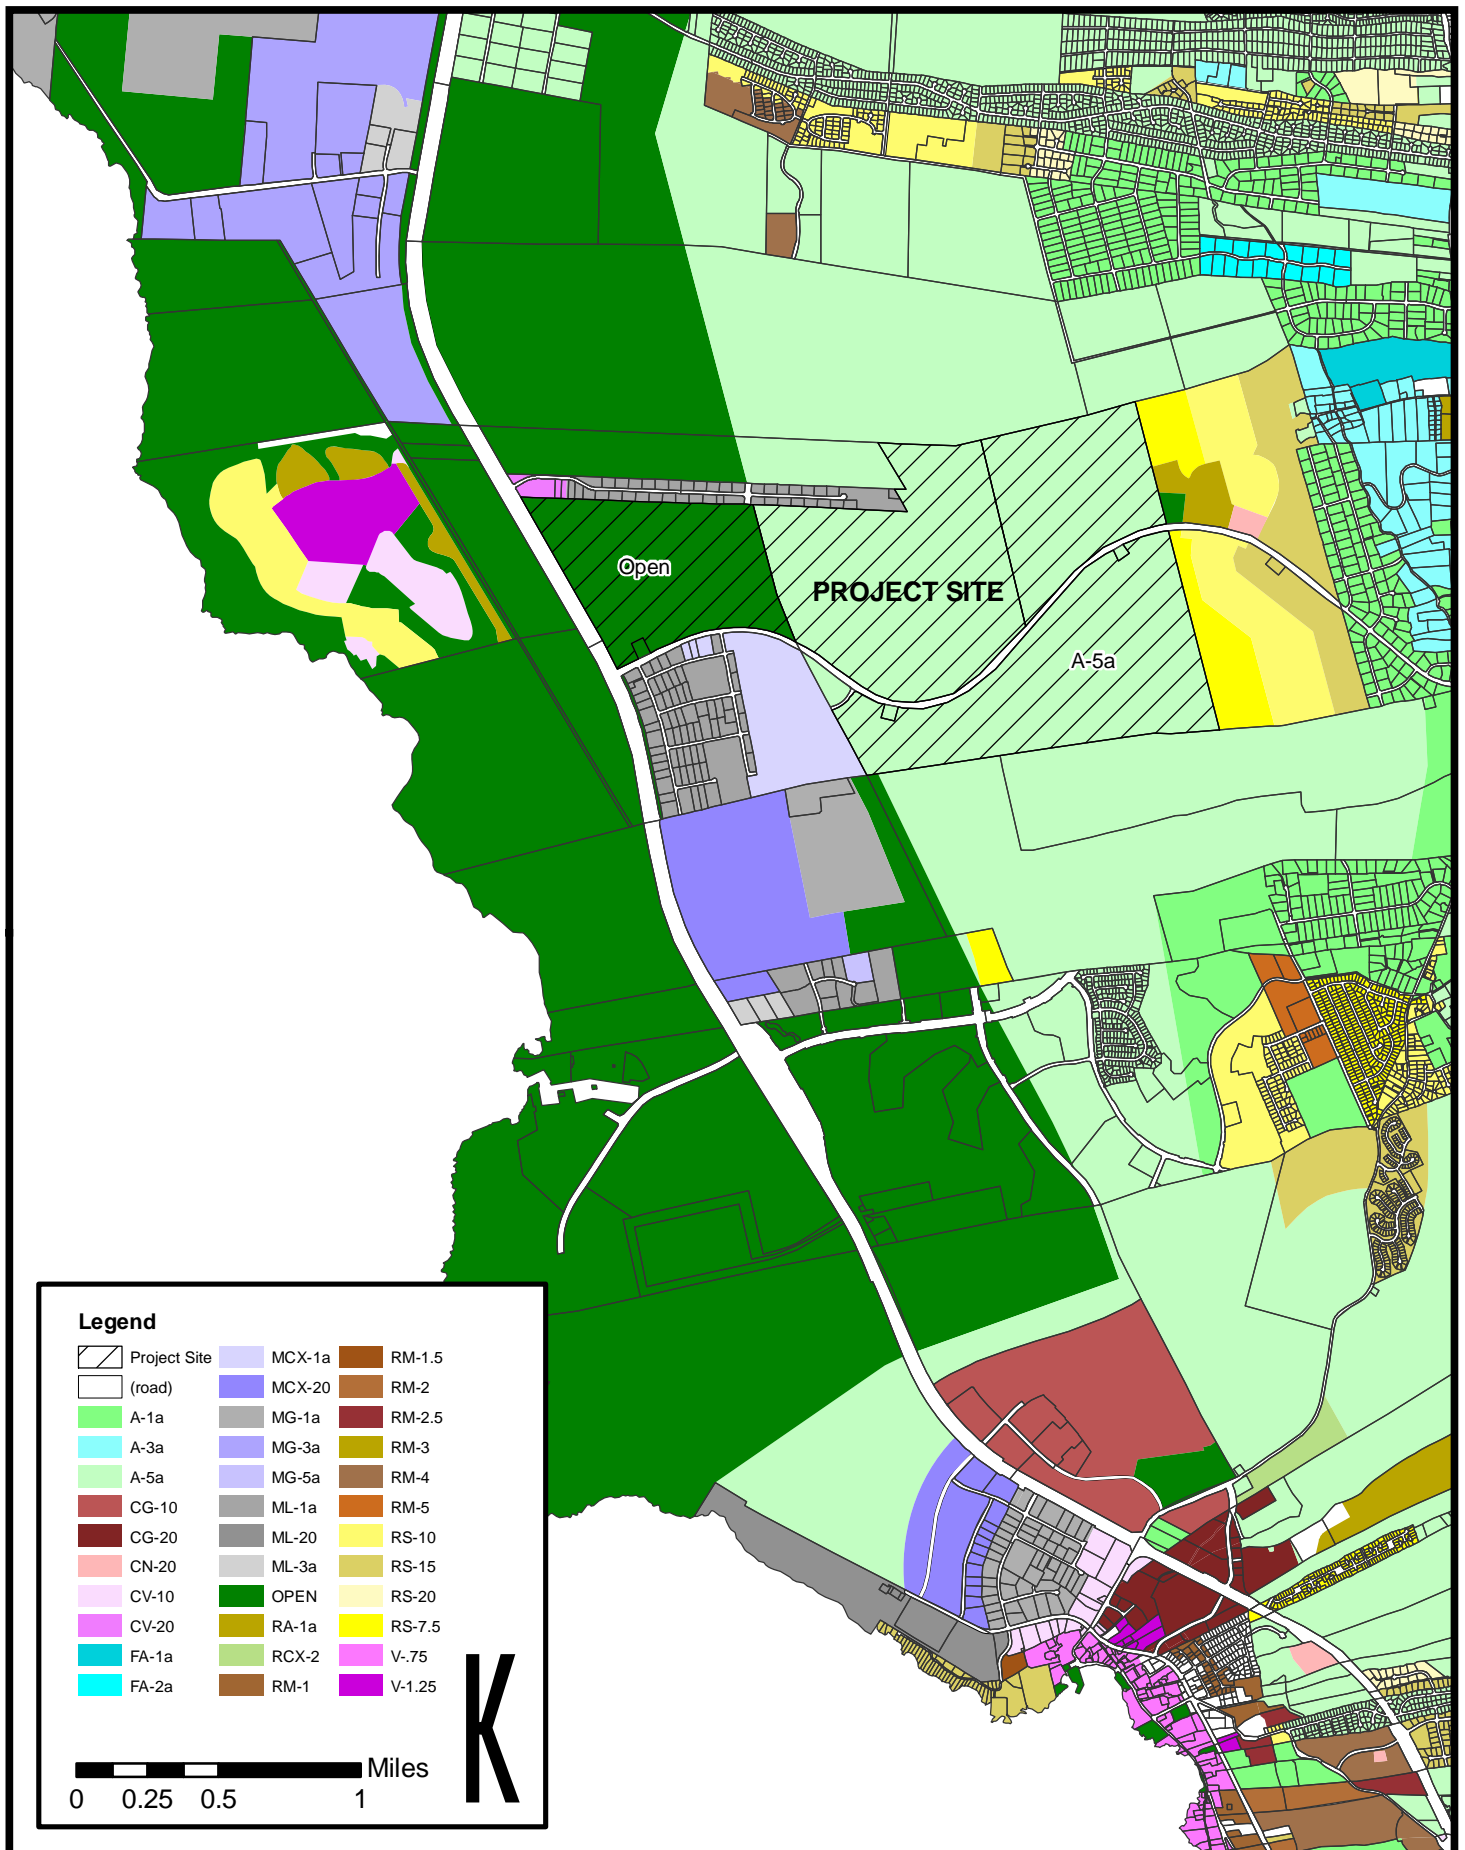 Open
PROJECT SITE
A-5a
Legend
Project Site
(road)
A-1a
A-3a
A-5a
CG-10
CG-20
CN-20
CV-10
CV-20
FA-1a
FA-2a
MCX-1a
MCX-20
MG-1a
MG-3a
MG-5a
ML-1a
ML-20
ML-3a
OPEN
RA-1a
RCX-2
RM-1
RM-1.5
RM-2
RM-2.5
RM-3
RM-4
RM-5
RS-10
RS-15
RS-20
RS-7.5
V-.75
V-1.25
Miles
0 0.25 0.5 1